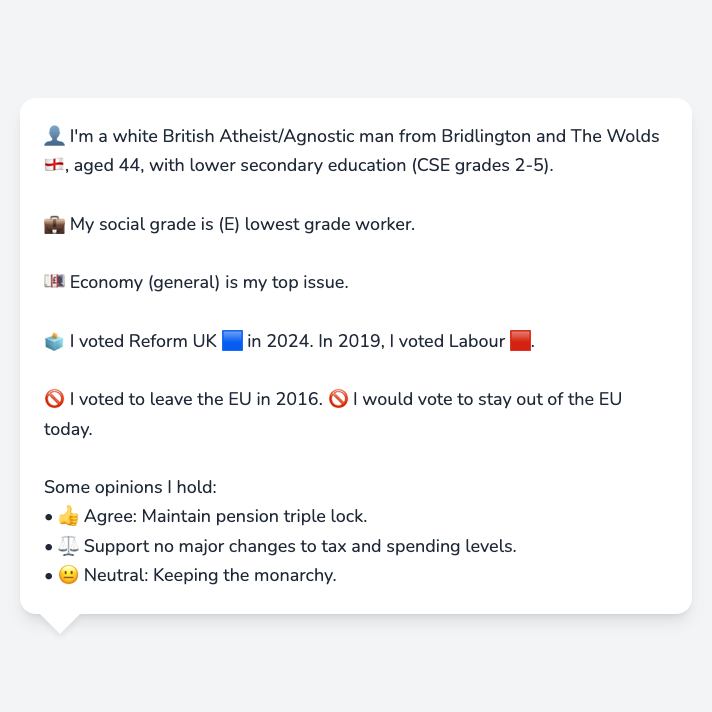 👤 I'm a white British Atheist/Agnostic man from Bridlington and The Wolds
🏴󠁧󠁢󠁥󠁮󠁧󠁿, aged 44, with lower secondary education (CSE grades 2-5).
💼 My social grade is (E) lowest grade worker.
💷 Economy (general) is my top issue.
🗳️ I voted Reform UK 🟦 in 2024. In 2019, I voted Labour 🟥.
🚫 I voted to leave the EU in 2016. 🚫 I would vote to stay out of the EU
today.
Some opinions I hold:
• 👍 Agree: Maintain pension triple lock.
• ⚖️ Support no major changes to tax and spending levels.
• 😐 Neutral: Keeping the monarchy.